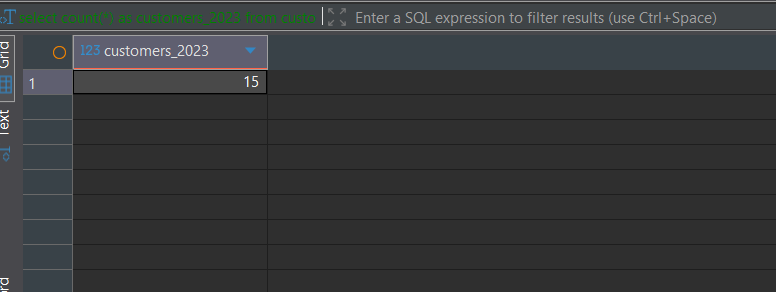 select count(*) as customers_2023 from custo
Enter a SQL expression to filter results (use Ctrl+Space)
Grid
123 customers_2023
1
15
Text